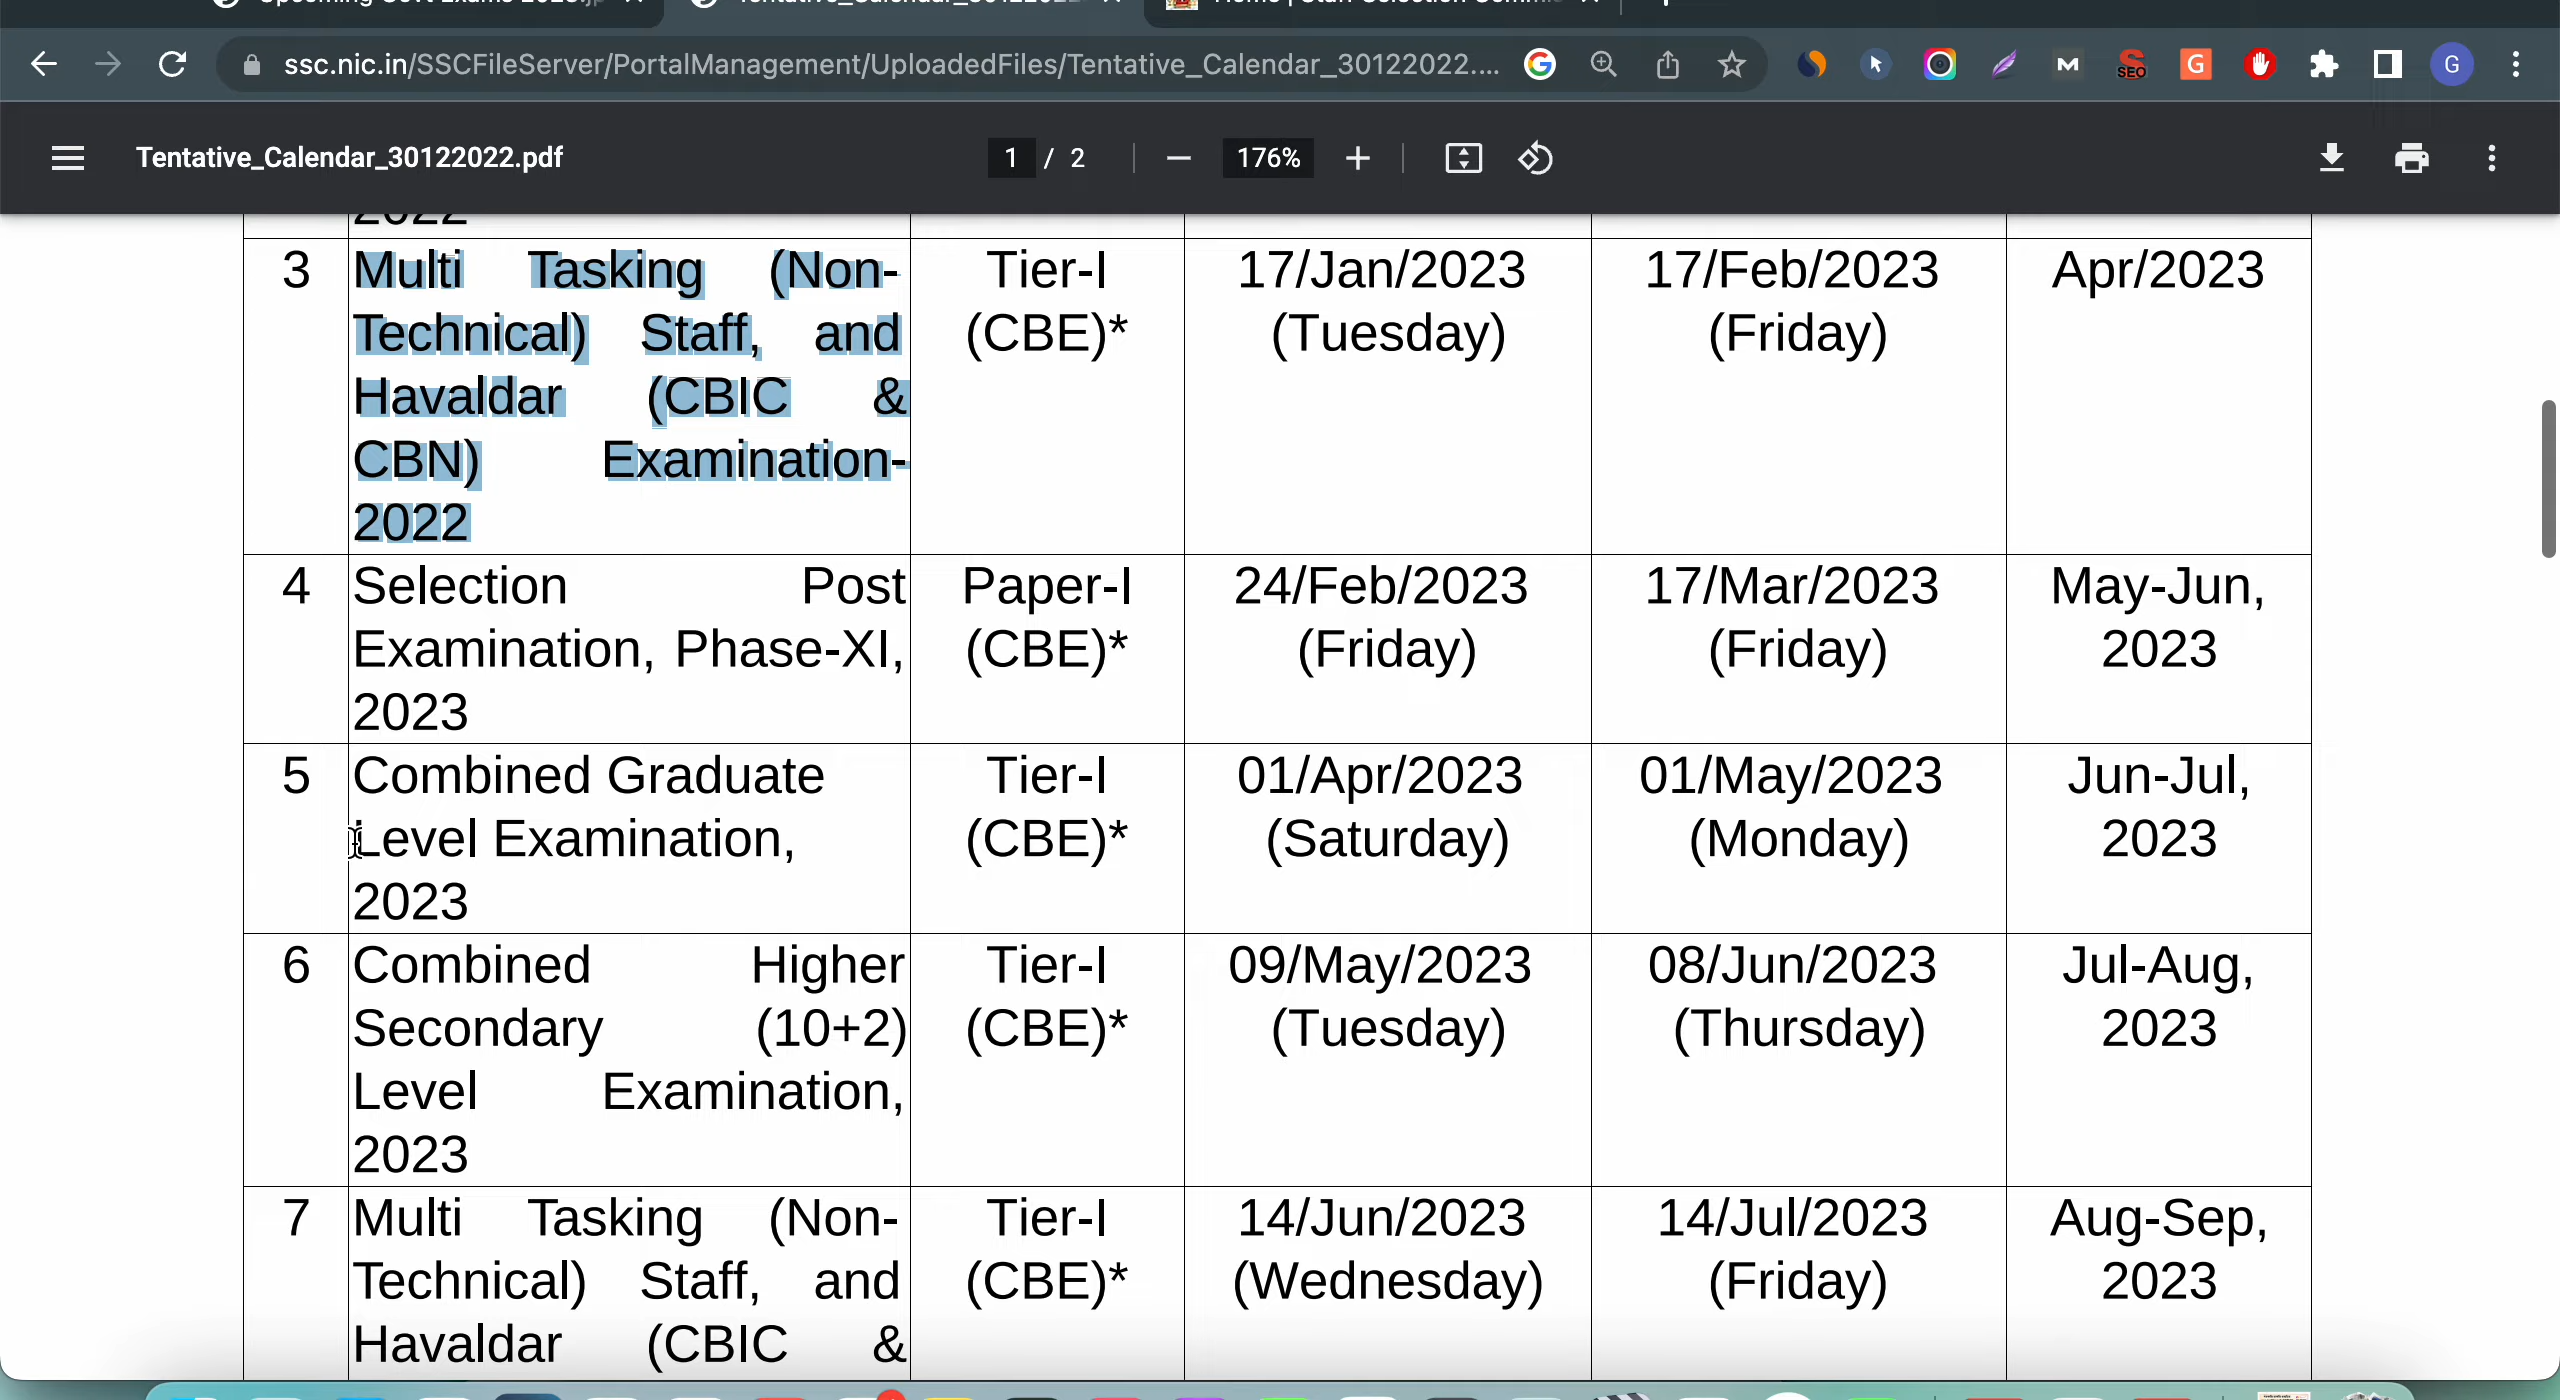 ssc.nic.in/SSCFileServer/PortalManagement/UploadedFiles/Tentative_Calendar_30122022....
SEO
G
M
G
Tentative_Calendar_30122022.pdf
1 / 2
176%
2022
3 Multi Tasking (Non- Tier-I 17/Jan/2023 17/Feb/2023 Apr/2023
Technical) Staff, and (CBE)* (Tuesday) (Friday)
Havaldar (CBIC &
CBN) Examination-
2022
4 Selection Post Paper-I 24/Feb/2023 17/Mar/2023 May-Jun,
Examination, Phase-XI, (CBE)* (Friday) (Friday) 2023
2023
5 Combined Graduate Tier-I 01/Apr/2023 01/May/2023 Jun-Jul,
Level Examination, (CBE)* (Saturday) (Monday) 2023
2023
6 Combined Higher Tier-I 09/May/2023 08/Jun/2023 Jul-Aug,
Secondary (10+2) (CBE)* (Tuesday) (Thursday) 2023
Level Examination,
2023
7 Multi Tasking (Non- Tier-I 14/Jun/2023 14/Jul/2023 Aug-Sep,
Technical) Staff, and (CBE)* (Wednesday) (Friday) 2023
Havaldar (CBIC &